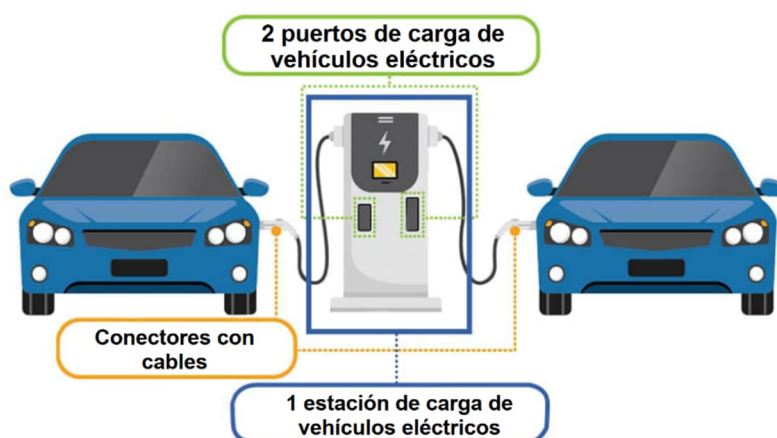 2 puertos de carga de
vehículos eléctricos
Conectores con
cables
1 estación de carga de
vehículos eléctricos